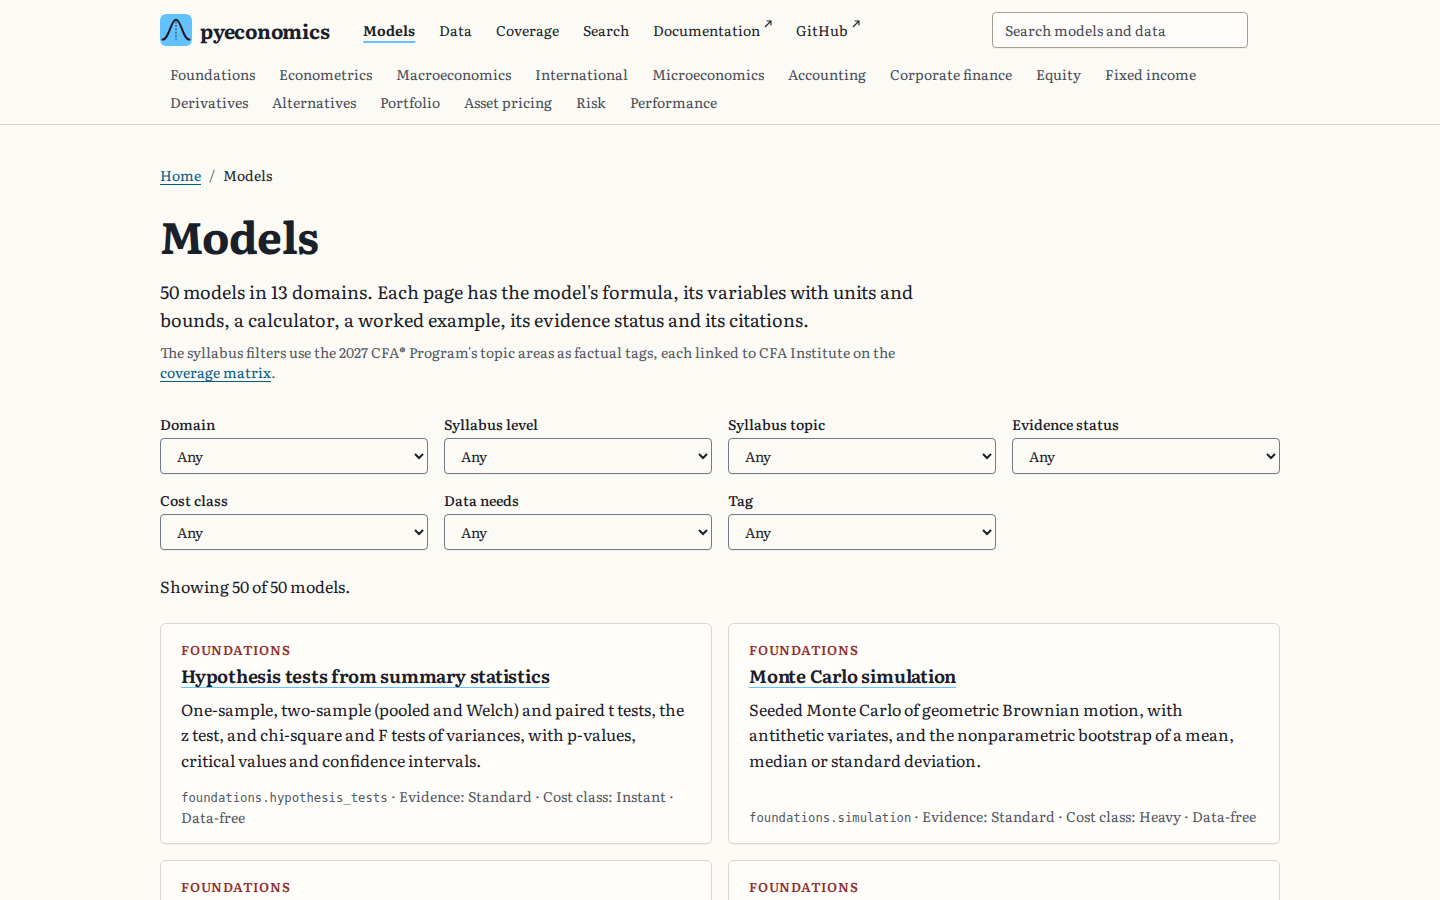 pyeconomics
Models Data Coverage Search Documentation ↗ GitHub ↗
Search models and data
Foundations Econometrics Macroeconomics International Microeconomics Accounting Corporate finance Equity Fixed income
Derivatives Alternatives Portfolio Asset pricing Risk Performance
Home / Models
Models
50 models in 13 domains. Each page has the model's formula, its variables with units and
bounds, a calculator, a worked example, its evidence status and its citations.
The syllabus filters use the 2027 CFA® Program's topic areas as factual tags, each linked to CFA Institute on the
coverage matrix.
Domain Syllabus level Syllabus topic Evidence status
Any Any Any Any
Cost class Data needs Tag
Any Any Any
Showing 50 of 50 models.
FOUNDATIONS
Hypothesis tests from summary statistics
One-sample, two-sample (pooled and Welch) and paired t tests, the
z test, and chi-square and F tests of variances, with p-values,
critical values and confidence intervals.
foundations.hypothesis_tests · Evidence: Standard · Cost class: Instant ·
Data-free
FOUNDATIONS
Monte Carlo simulation
Seeded Monte Carlo of geometric Brownian motion, with
antithetic variates, and the nonparametric bootstrap of a mean,
median or standard deviation.
foundations.simulation · Evidence: Standard · Cost class: Heavy · Data-free
FOUNDATIONS
FOUNDATIONS